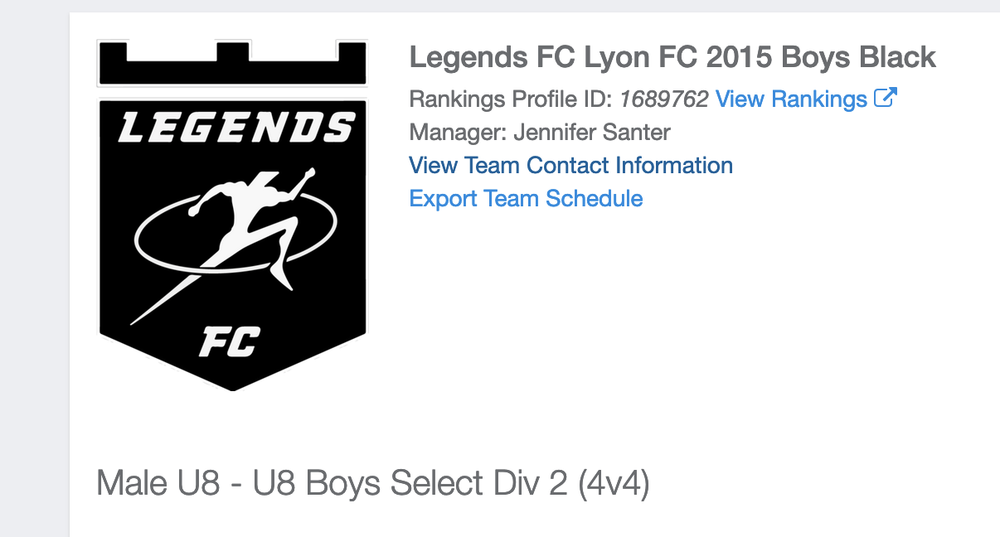 LEGENDS
FC
Legends FC Lyon FC 2015 Boys Black
Rankings Profile ID: 1689762 View Rankings
Manager: Jennifer Santer
View Team Contact Information
Export Team Schedule
Male U8 - U8 Boys Select Div 2 (4v4)